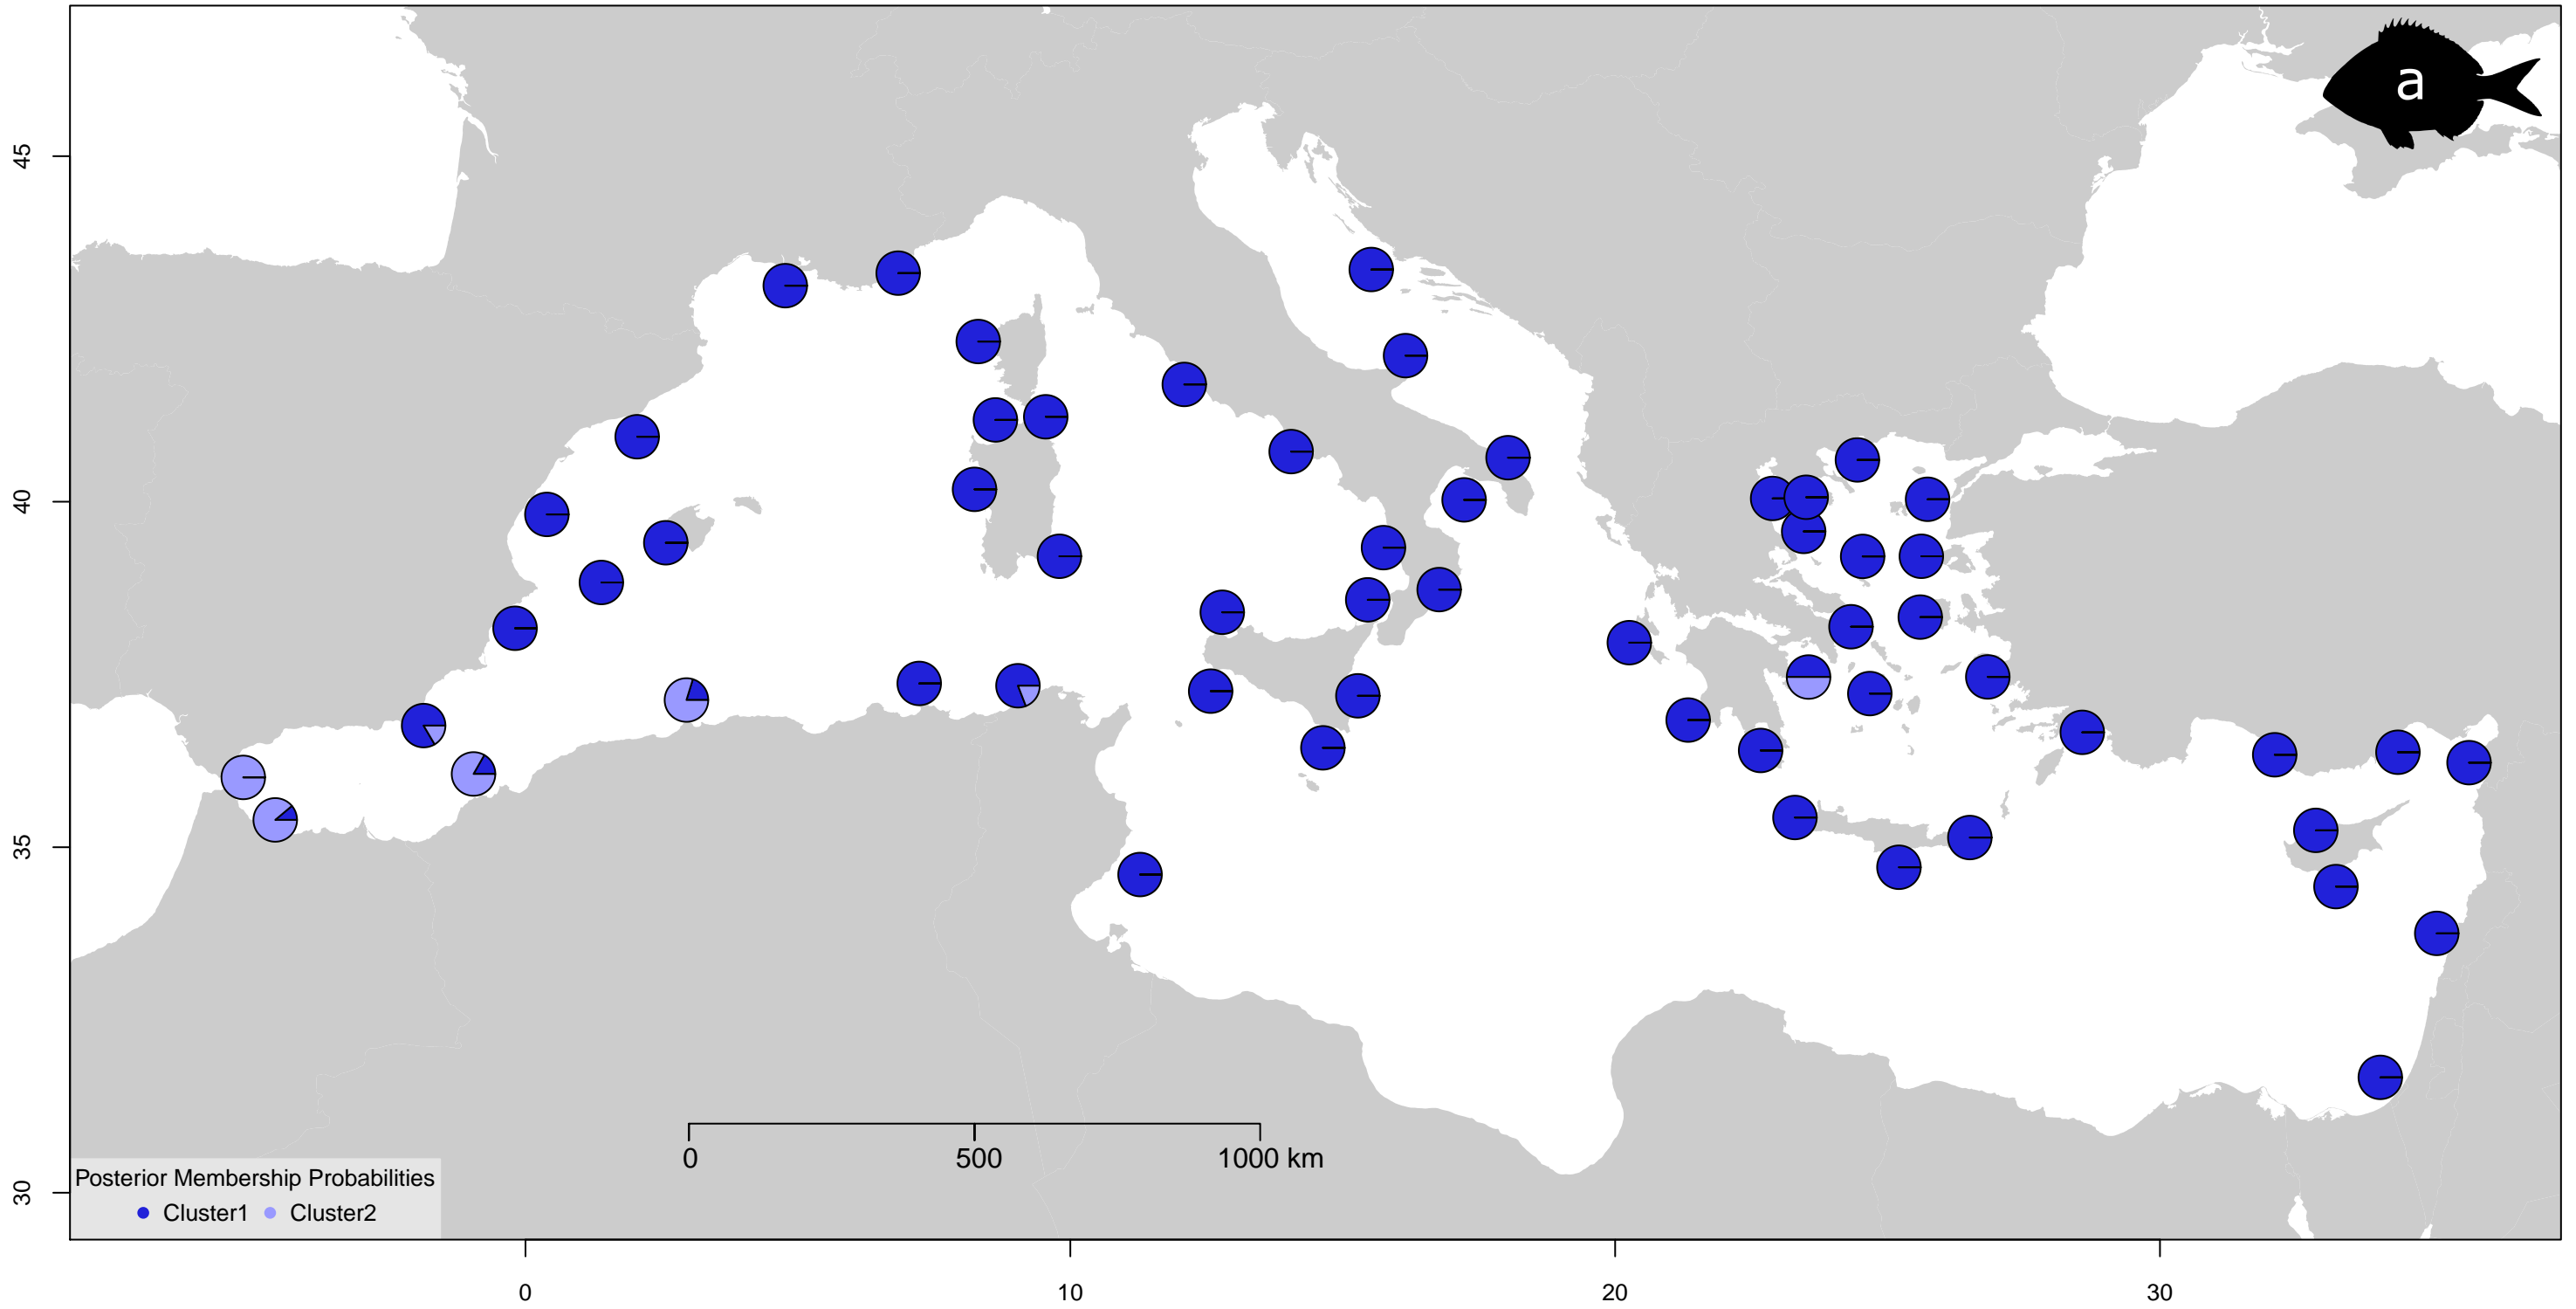 a
45
40
35
30
0 500 1000 km
Posterior Membership Probabilities
Cluster1 Cluster2
0 10 20 30